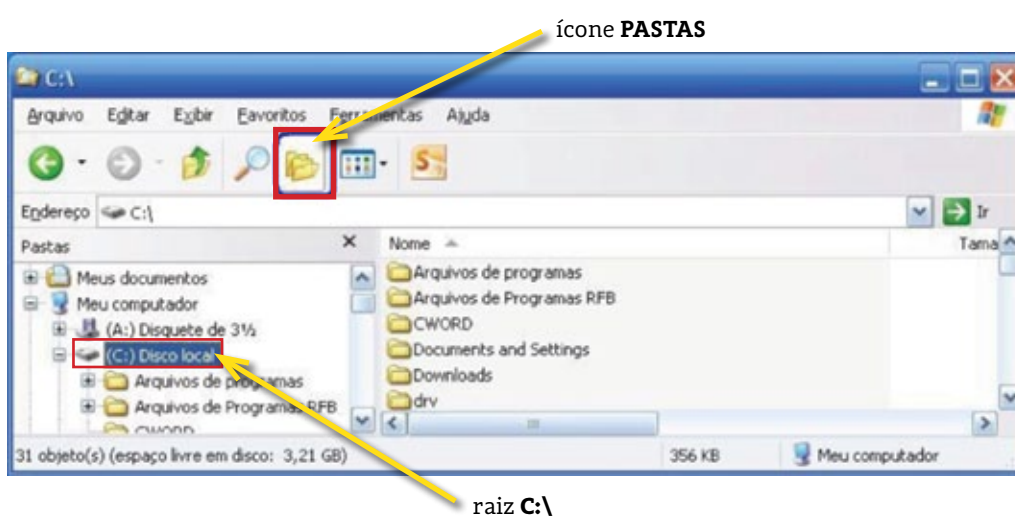 ícone PASTAS
C:\
Arquivo Editar Exibir Favoritos Ferramentas Ajuda
S
Endereço C:\ Ir
Pastas Nome Tama
Meus documentos
Meu computador
(A:) Disquete de 3½
(C:) Disco local
Arquivos de programas
Arquivos de Programas RFB
CWORD
Arquivos de programas
Arquivos de Programas RFB
CWORD
Documents and Settings
Downloads
drv
31 objeto(s) (espaço livre em disco: 3,21 GB) 356 KB Meu computador
raiz C:\